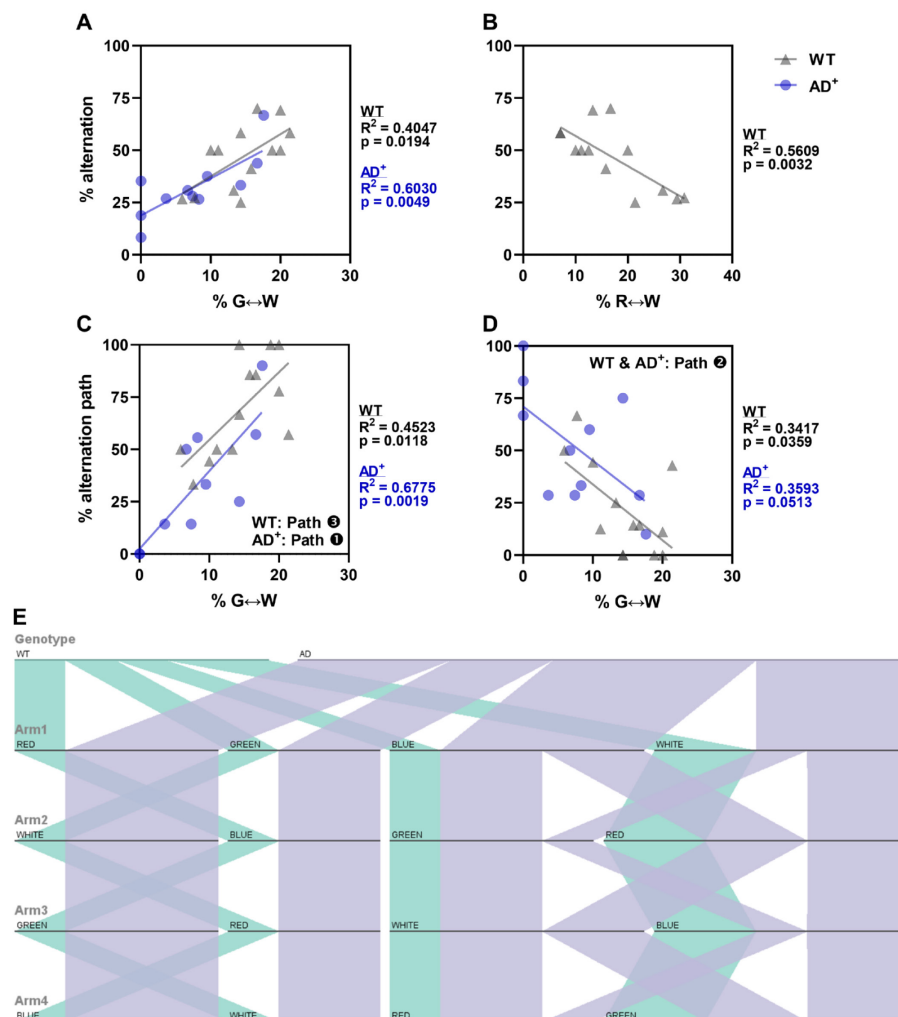 A
100
75
50
25
0
% alternation
0 10 20 30
% G↔W
WT
R² = 0.4047
p = 0.0194
AD⁺
R² = 0.6030
p = 0.0049
B
100
75
50
25
0
0 10 20 30 40
% R↔W
WT
R² = 0.5609
p = 0.0032
WT
AD⁺
C
100
75
50
25
0
% alternation path
WT: Path ❸
AD⁺: Path ❶
0 10 20 30
% G↔W
WT
R² = 0.4523
p = 0.0118
AD⁺
R² = 0.6775
p = 0.0019
D
WT & AD⁺: Path ❷
100
75
50
25
0
0 10 20 30
% G↔W
WT
R² = 0.3417
p = 0.0359
AD⁺
R² = 0.3593
p = 0.0513
E
Genotype
WT AD
Arm1
RED GREEN BLUE WHITE
Arm2
WHITE BLUE GREEN RED
Arm3
GREEN RED WHITE BLUE
Arm4
BLUE WHITE RED GREEN